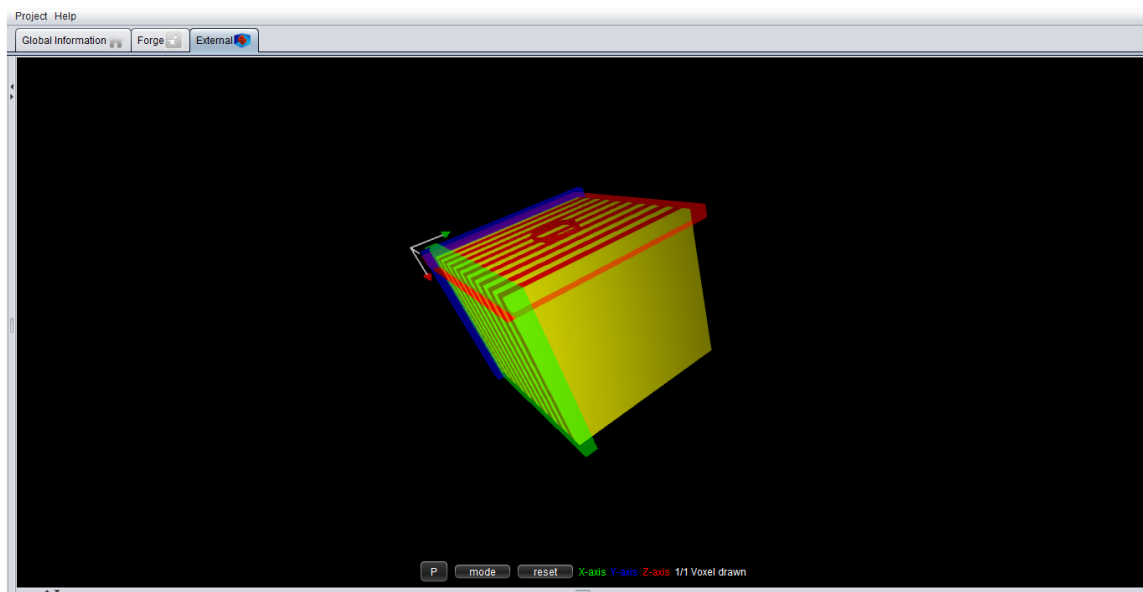 Project Help
Global Information Forge External
P mode reset X-axis Y-axis Z-axis 1/1 Voxel drawn